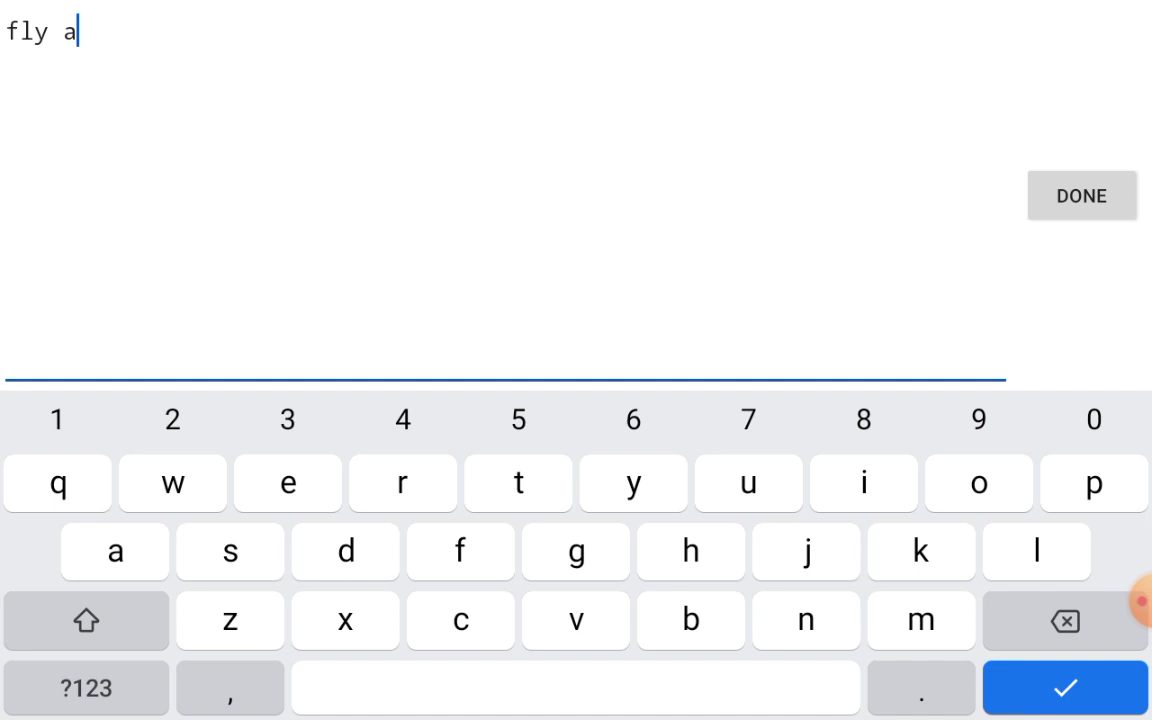 fly a
DONE
1 2 3 4 5 6 7 8 9 0
q w e r t y u i o p
a s d f g h j k l
z x c v b n m
?123 , .